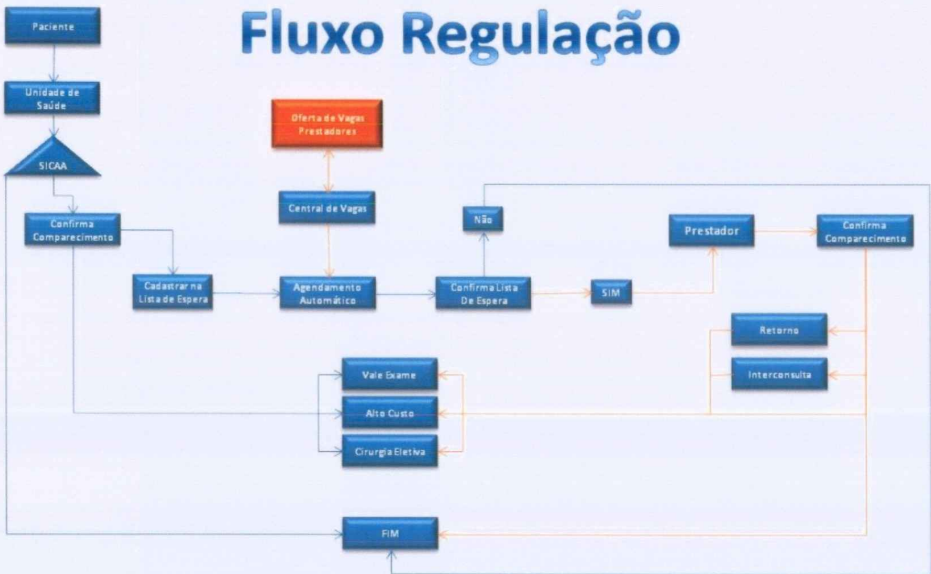 Fluxo Regulação
Paciente
Unidade de
Saúde
SICAA
Confirma
Comparecimento
Cadastrar na
Lista de Espera
Oferta de Vagas
Prestadores
Central de Vagas
Agendamento
Automático
Não
Confirma Lista
De Espera
SIM
Prestador
Confirma
Comparecimento
Retorno
Interconsulta
Vale Exame
Alto Custo
Cirurgia Eletiva
FIM